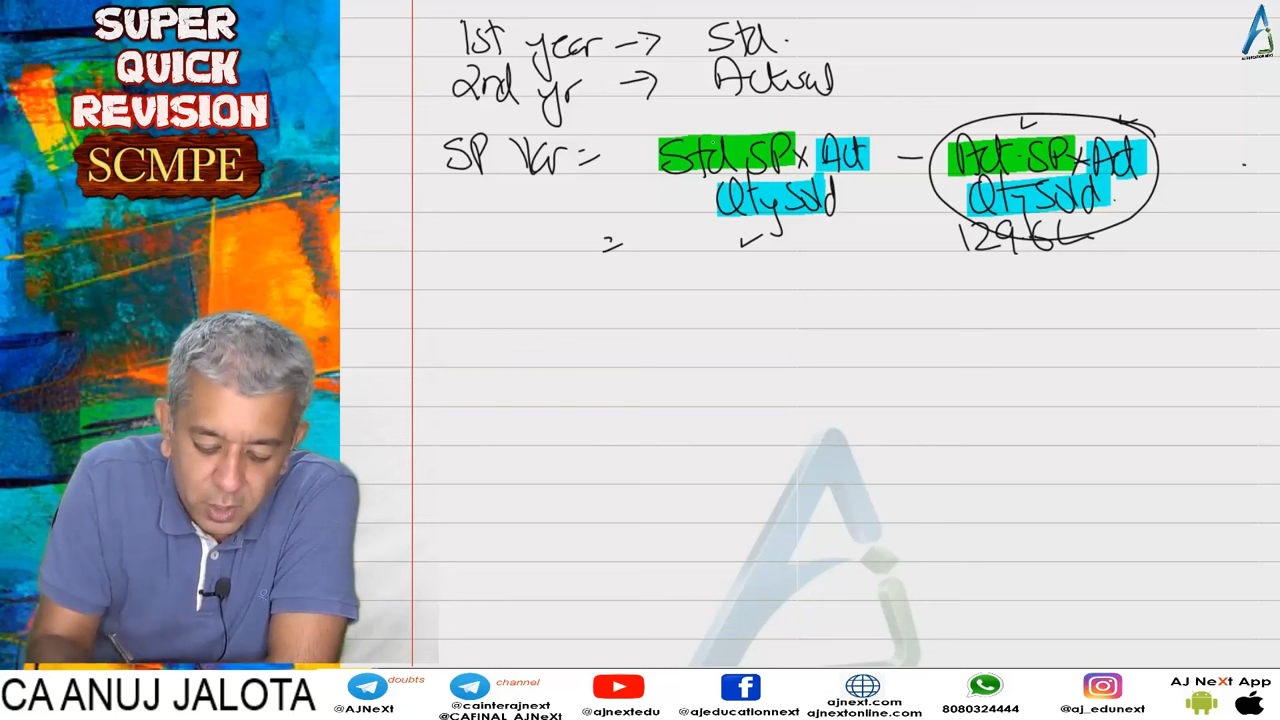 SUPER
QUICK
REVISION
SCMPE
1st year → Std.
2nd yr → Actual
SP Var = Std SP x Act Qty Sold — Act. SP x Act Qty Sold.
= 1296L
CA ANUJ JALOTA
doubts
@AJNeXt
channel
@cainterajnext
@CAFINAL_AJNeXt
@ajnextedu
@ajeducationnext
ajnext.com
ajnextonline.com
8080324444
@aj_edunext
AJ NeXt App